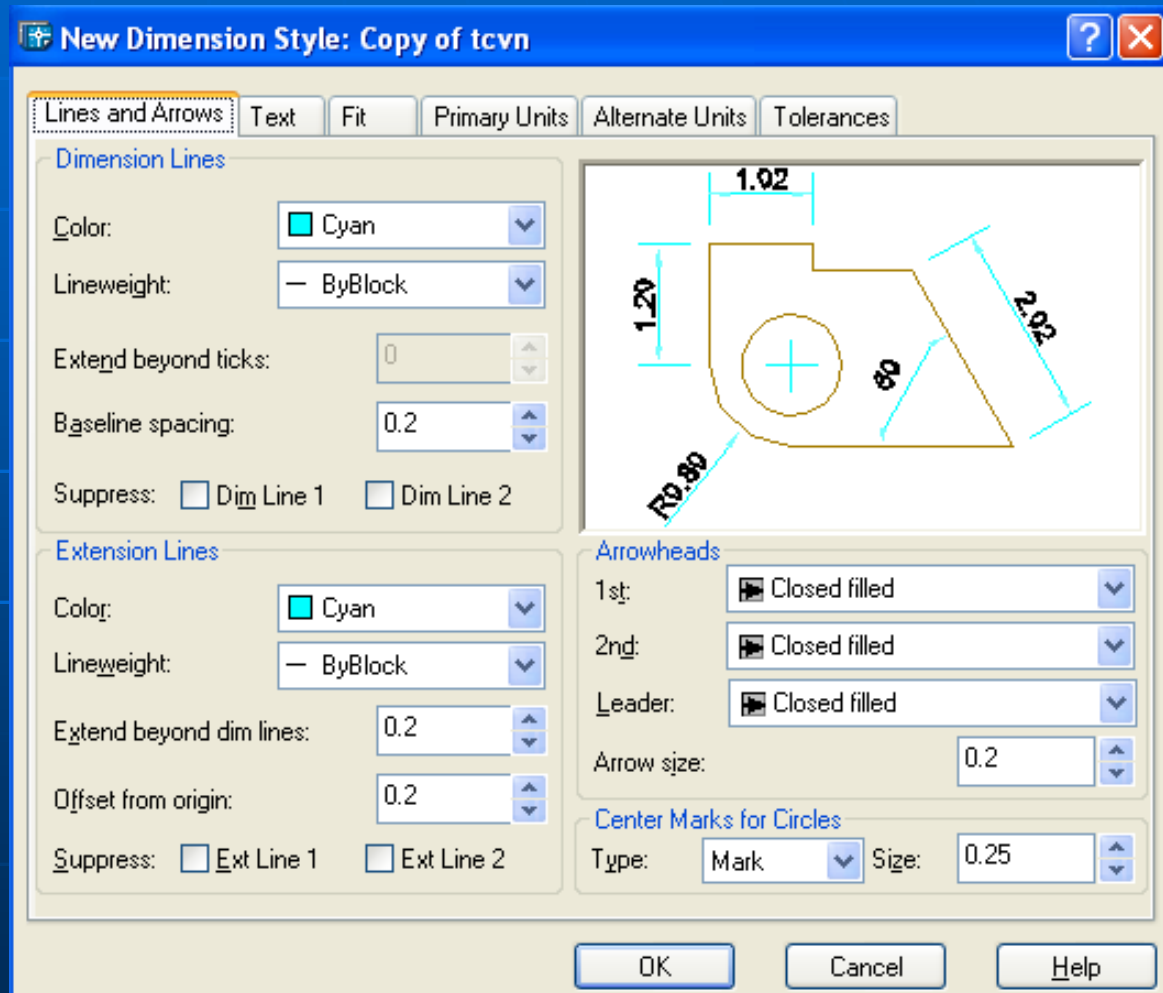 New Dimension Style: Copy of tcvn
Lines and Arrows Text Fit Primary Units Alternate Units Tolerances
Dimension Lines
Color: Cyan
Lineweight: ByBlock
Extend beyond ticks: 0
Baseline spacing: 0.2
Suppress: Dim Line 1 Dim Line 2
1.02
1.20
2.02
60
R0.80
Extension Lines
Color: Cyan
Lineweight: ByBlock
Extend beyond dim lines: 0.2
Offset from origin: 0.2
Suppress: Ext Line 1 Ext Line 2
Arrowheads
1st: Closed filled
2nd: Closed filled
Leader: Closed filled
Arrow size: 0.2
Center Marks for Circles
Type: Mark Size: 0.25
OK Cancel Help